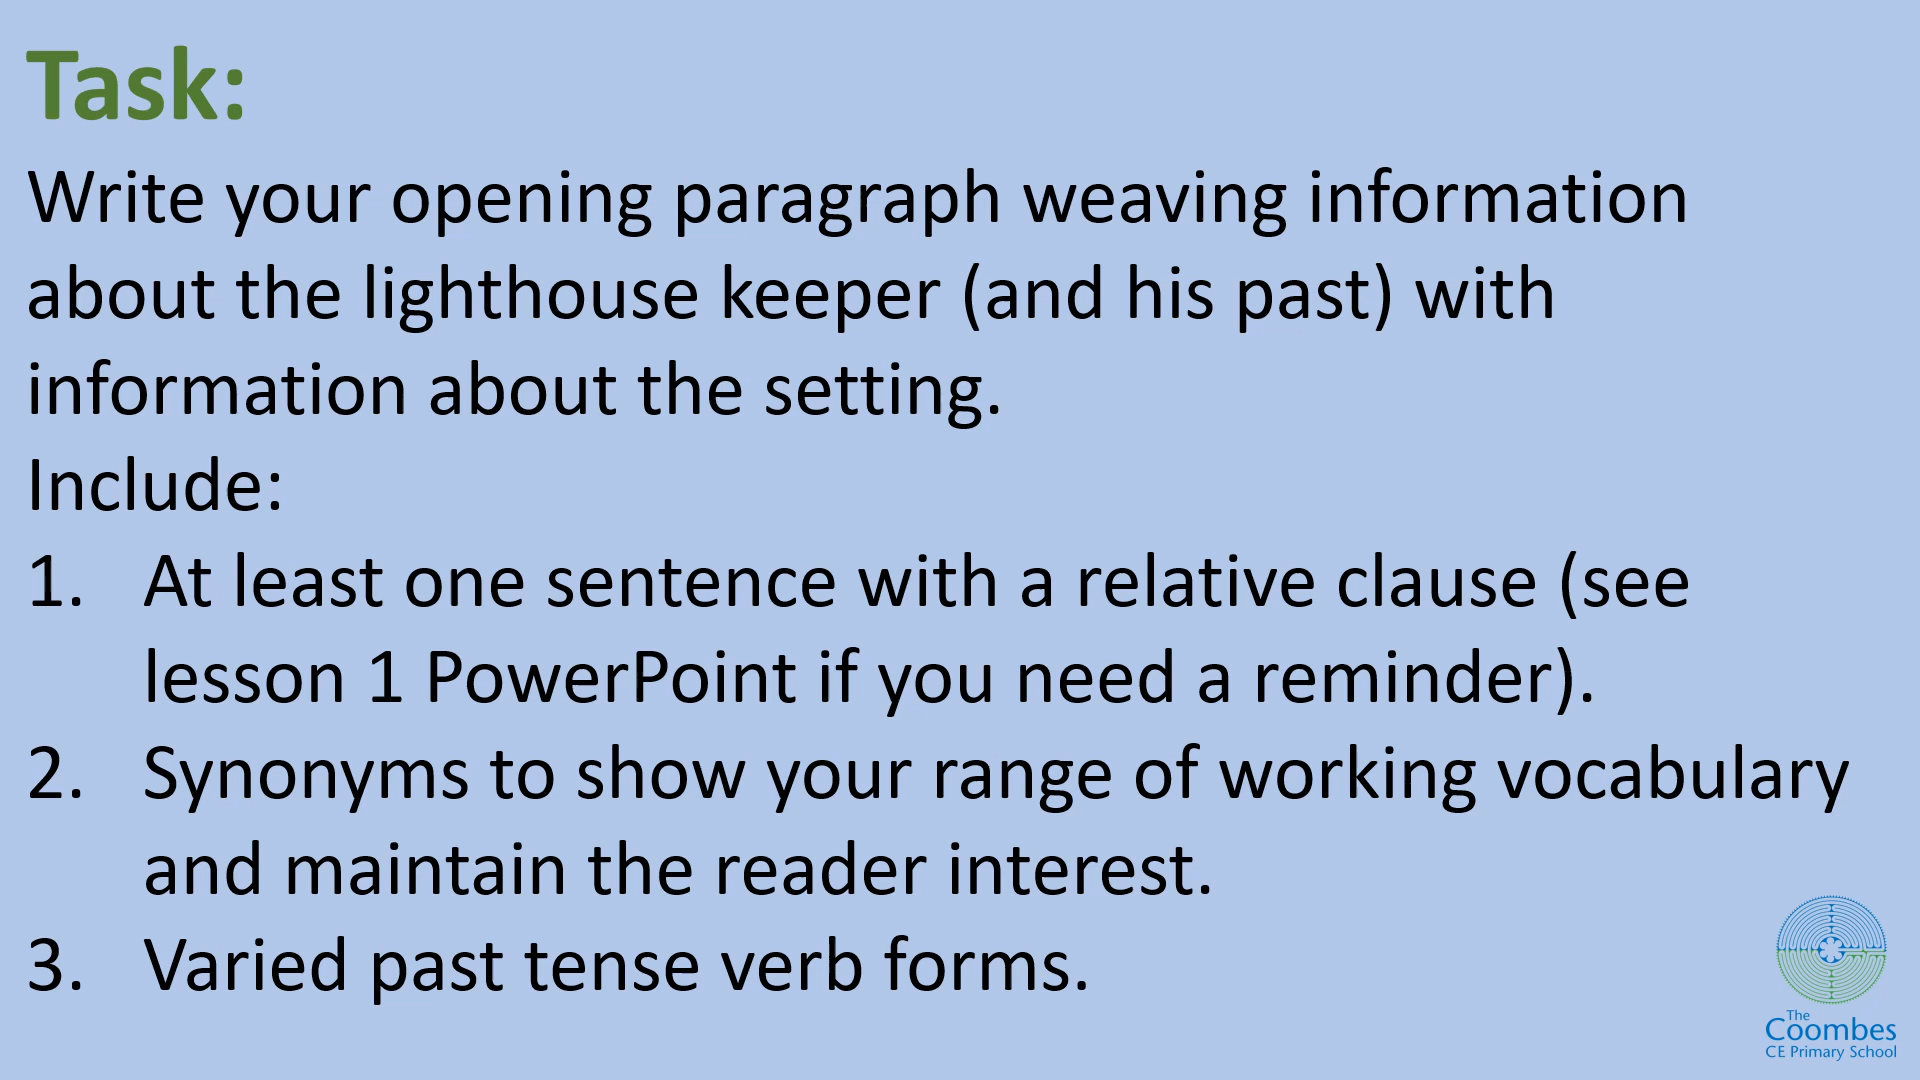 Task:
Write your opening paragraph weaving information
about the lighthouse keeper (and his past) with
information about the setting.
Include:
1. At least one sentence with a relative clause (see
lesson 1 PowerPoint if you need a reminder).
2. Synonyms to show your range of working vocabulary
and maintain the reader interest.
3. Varied past tense verb forms.
The
Coombes
CE Primary School